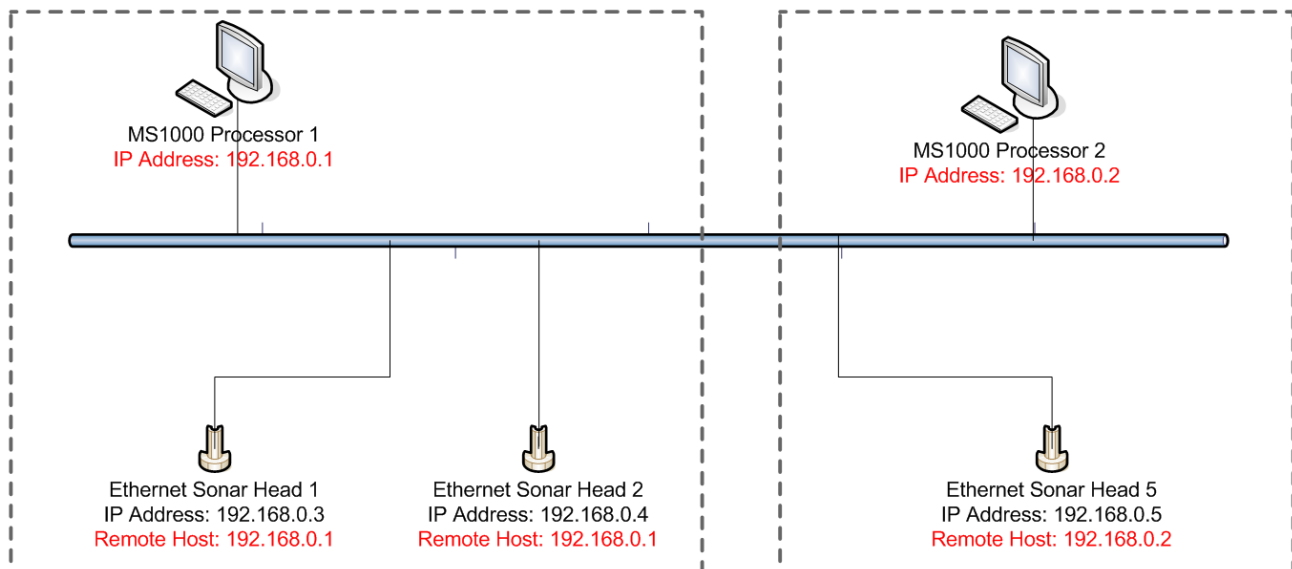 MS1000 Processor 1
IP Address: 192.168.0.1
MS1000 Processor 2
IP Address: 192.168.0.2
Ethernet Sonar Head 1
IP Address: 192.168.0.3
Remote Host: 192.168.0.1
Ethernet Sonar Head 2
IP Address: 192.168.0.4
Remote Host: 192.168.0.1
Ethernet Sonar Head 5
IP Address: 192.168.0.5
Remote Host: 192.168.0.2